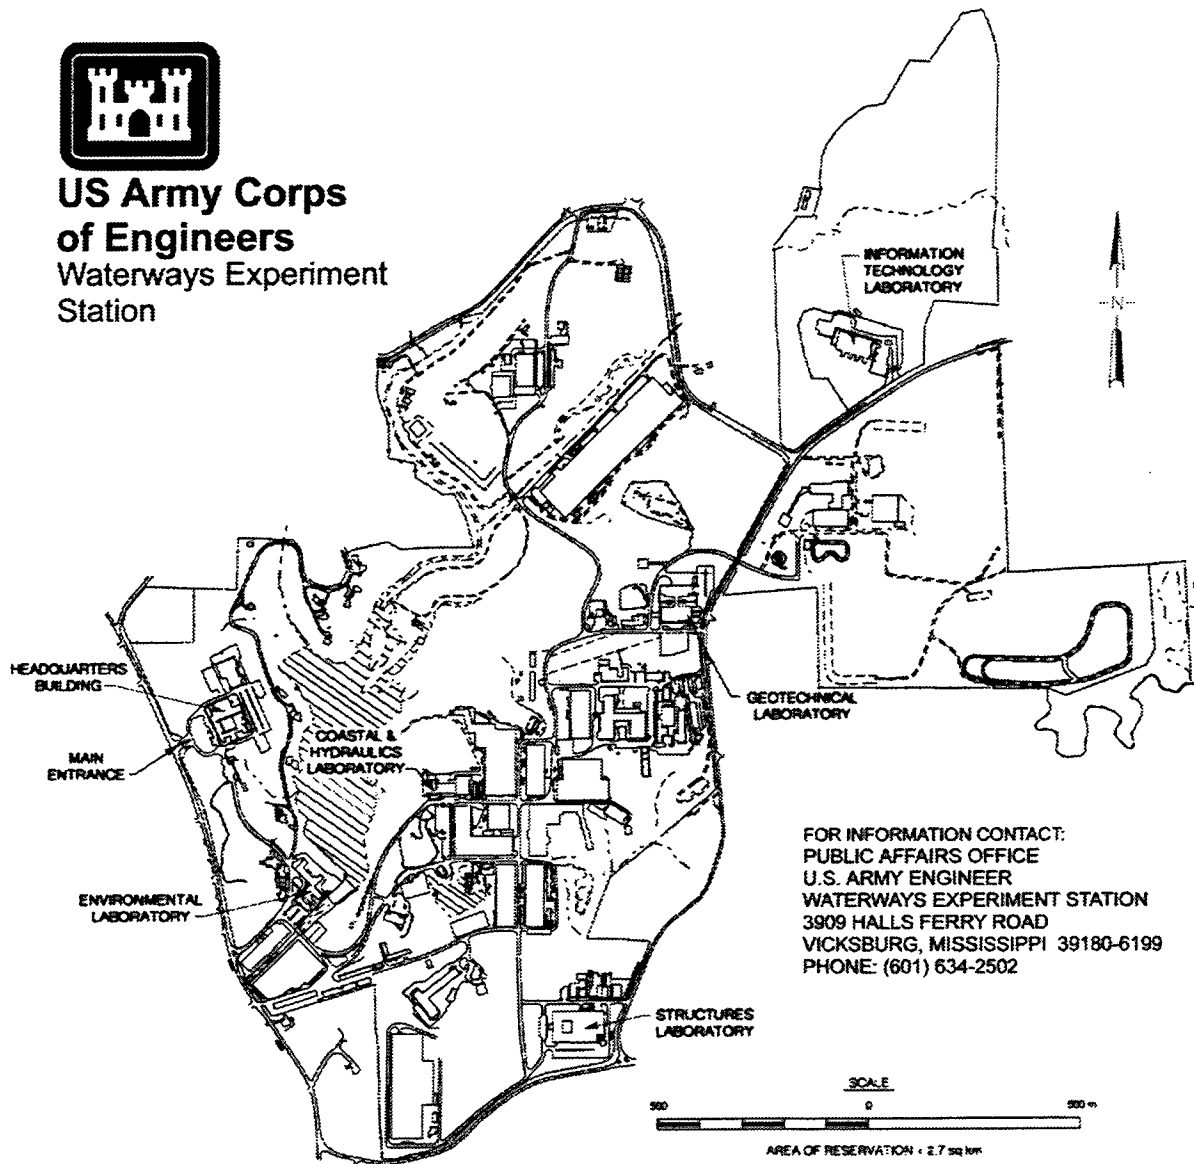 US Army Corps
of Engineers
Waterways Experiment
Station
INFORMATION
TECHNOLOGY
LABORATORY
N
HEADQUARTERS
BUILDING
MAIN
ENTRANCE
COASTAL &
HYDRAULICS
LABORATORY
GEOTECHNICAL
LABORATORY
ENVIRONMENTAL
LABORATORY
STRUCTURES
LABORATORY
FOR INFORMATION CONTACT:
PUBLIC AFFAIRS OFFICE
U.S. ARMY ENGINEER
WATERWAYS EXPERIMENT STATION
3909 HALLS FERRY ROAD
VICKSBURG, MISSISSIPPI 39180-6199
PHONE: (601) 634-2502
SCALE
500 0 500 m
AREA OF RESERVATION = 2.7 sq km